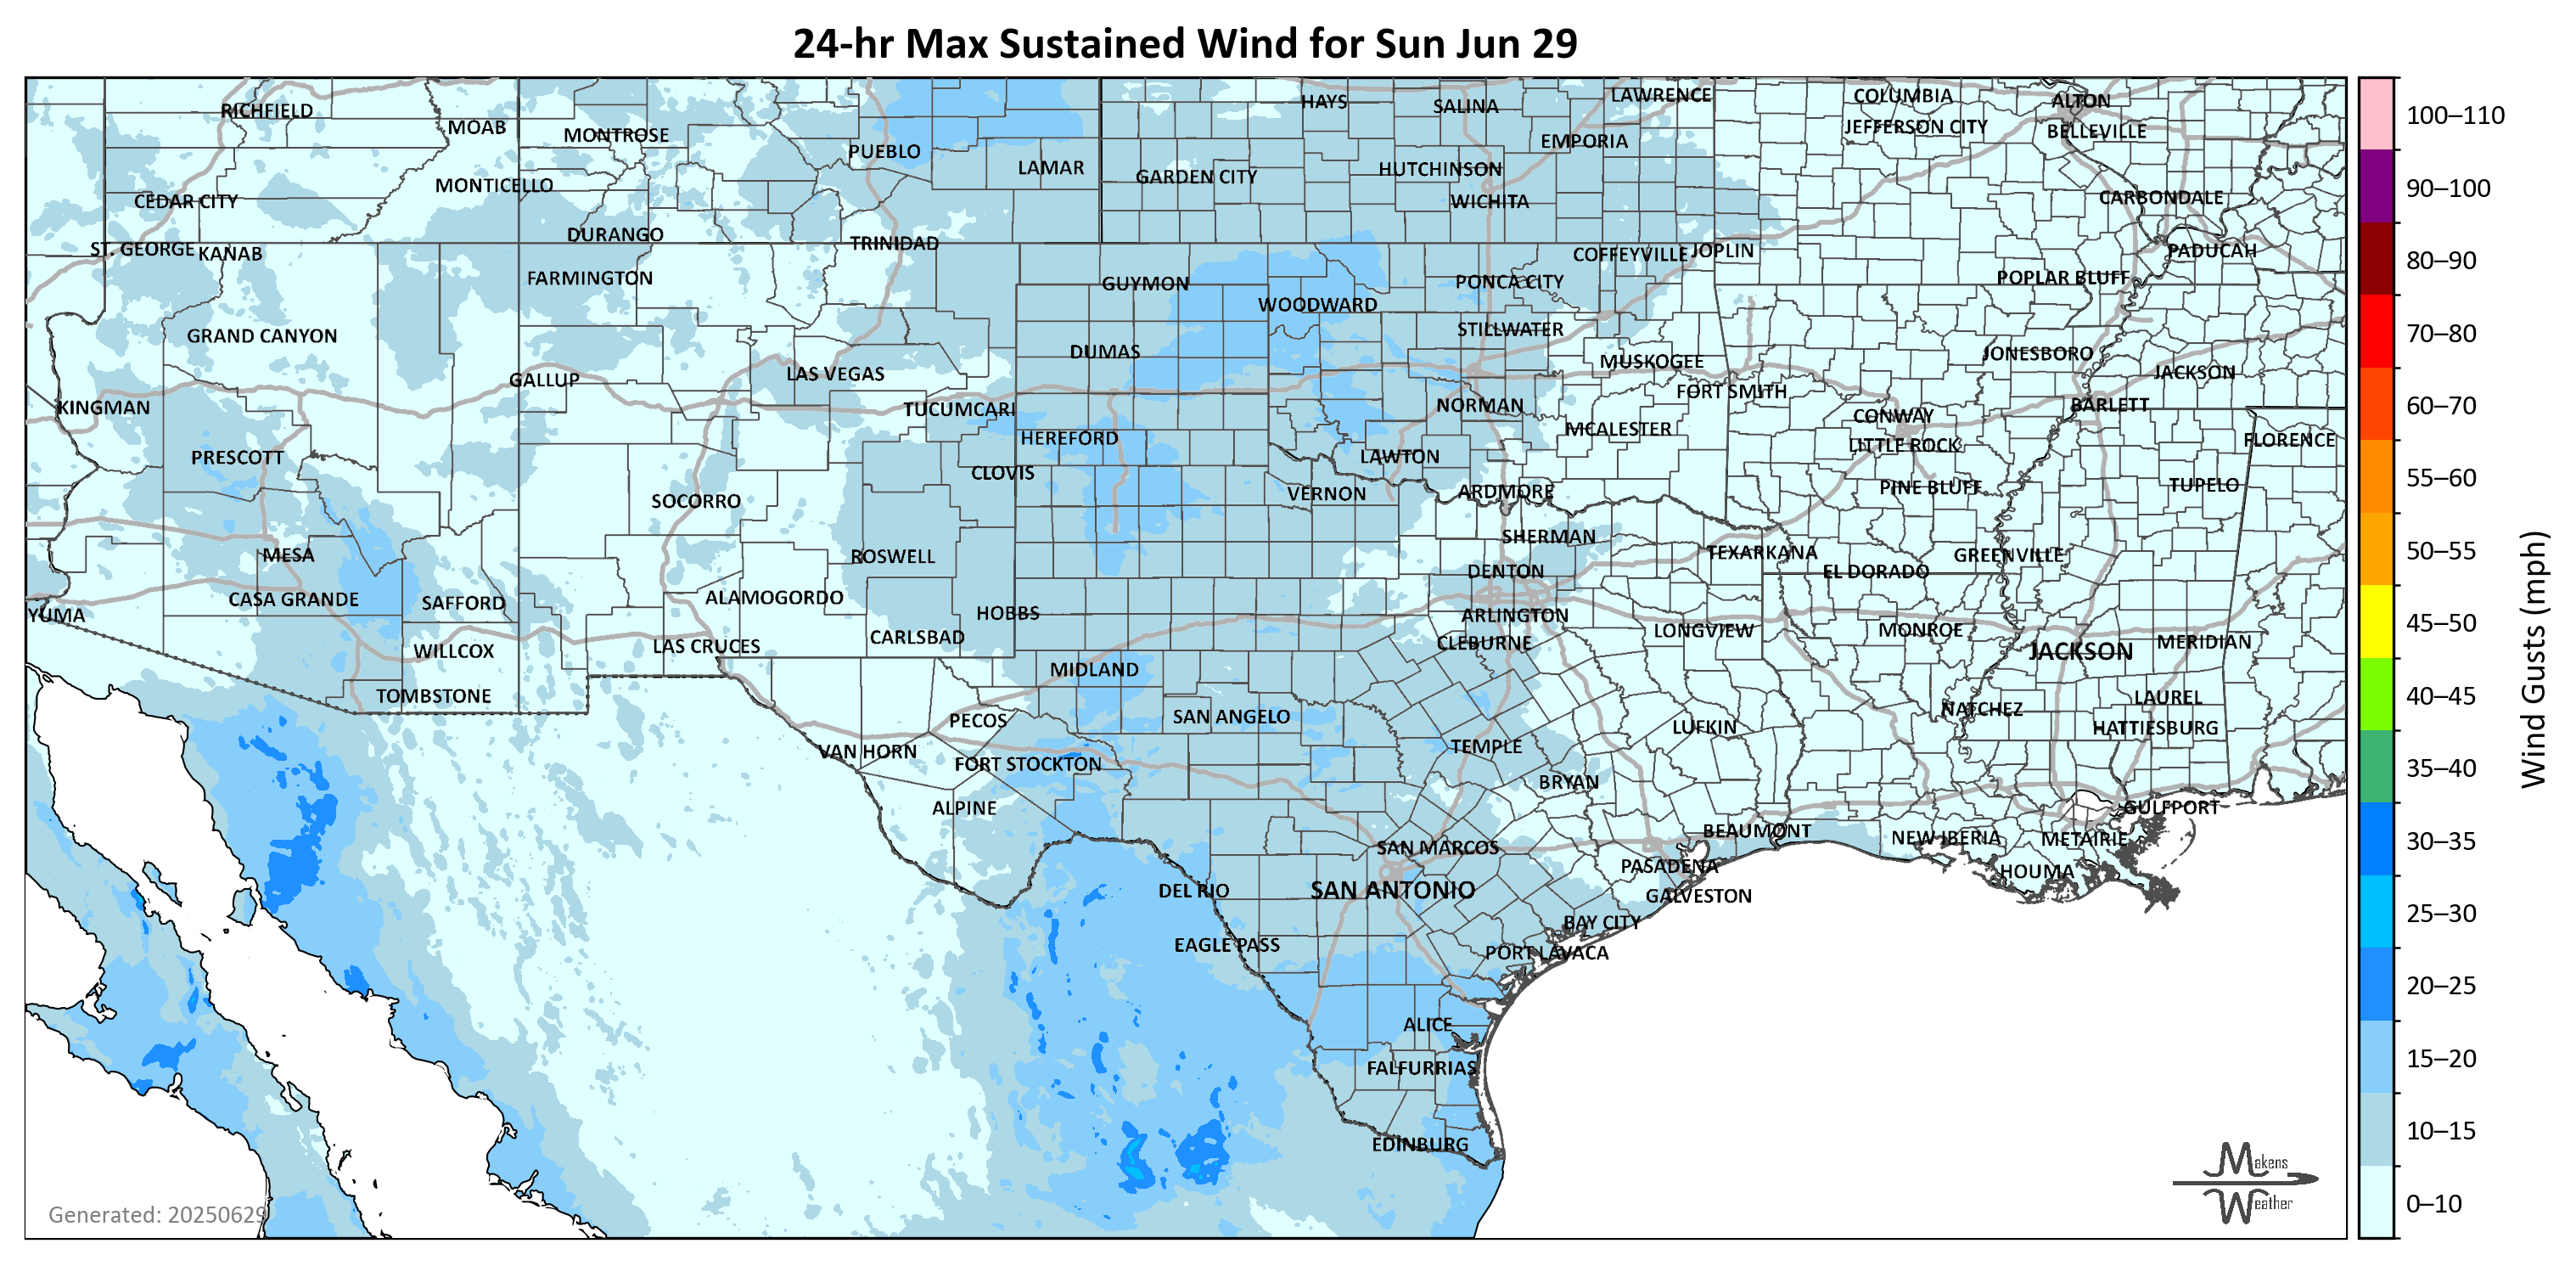 24-hr Max Sustained Wind for Sun Jun 29
RICHFIELD
MOAB
MONTROSE
PUEBLO
LAMAR
HAYS
SALINA
LAWRENCE
COLUMBIA
ALTON
JEFFERSON CITY
BELLEVILLE
EMPORIA
HUTCHINSON
GARDEN CITY
WICHITA
MONTICELLO
CEDAR CITY
CARBONDALE
DURANGO
TRINIDAD
ST. GEORGE
KANAB
FARMINGTON
GUYMON
COFFEYVILLE
JOPLIN
PADUCAH
PONCA CITY
POPLAR BLUFF
WOODWARD
STILLWATER
GRAND CANYON
DUMAS
MUSKOGEE
JONESBORO
LAS VEGAS
JACKSON
GALLUP
FORT SMITH
KINGMAN
TUCUMCARI
NORMAN
CONWAY
BARLETT
HEREFORD
MCALESTER
LITTLE ROCK
FLORENCE
PRESCOTT
CLOVIS
LAWTON
SOCORRO
VERNON
ARDMORE
PINE BLUFF
TUPELO
MESA
ROSWELL
SHERMAN
TEXARKANA
GREENVILLE
DENTON
EL DORADO
CASA GRANDE
SAFFORD
ALAMOGORDO
HOBBS
ARLINGTON
YUMA
CARLSBAD
CLEBURNE
LONGVIEW
MONROE
MERIDIAN
WILLCOX
LAS CRUCES
MIDLAND
JACKSON
TOMBSTONE
LAUREL
PECOS
SAN ANGELO
NATCHEZ
HATTIESBURG
LUFKIN
VAN HORN
FORT STOCKTON
TEMPLE
BRYAN
ALPINE
GULFPORT
BEAUMONT
NEW IBERIA
METAIRIE
SAN MARCOS
PASADENA
HOUMA
DEL RIO
SAN ANTONIO
GALVESTON
BAY CITY
EAGLE PASS
PORT LAVACA
ALICE
FALFURRIAS
EDINBURG
Generated: 20250629
Makens
Weather
100–110
90–100
80–90
70–80
60–70
55–60
50–55
45–50
40–45
35–40
30–35
25–30
20–25
15–20
10–15
0–10
Wind Gusts (mph)